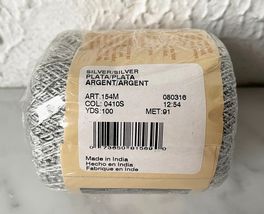 SILVER/SILVER
PLATA/PLATA
ARGENT/ARGENT
ART:154M 080316
COL: 0410S 12:54
YDS:100 MET:91
Made in India
Hecho en India
Fabrique en Inde